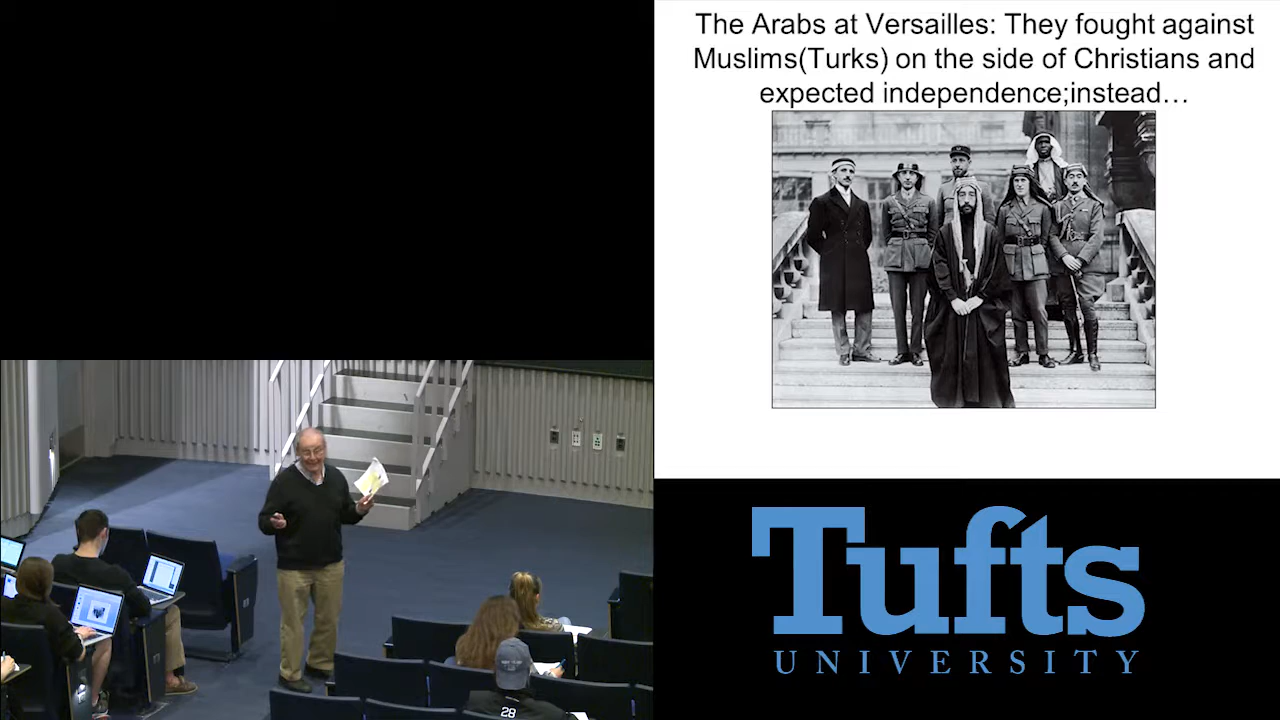 The Arabs at Versailles: They fought against
Muslims(Turks) on the side of Christians and
expected independence;instead…
Tufts
UNIVERSITY
28